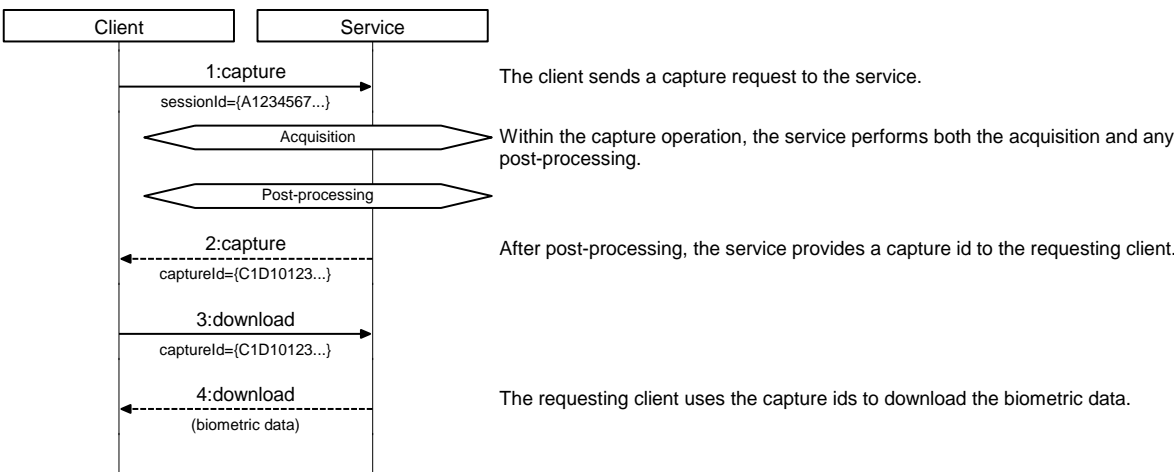 Client
Service
1:capture
The client sends a capture request to the service.
sessionId={A1234567...}
Acquisition
Within the capture operation, the service performs both the acquisition and any
post-processing.
Post-processing
2:capture
After post-processing, the service provides a capture id to the requesting client.
captureId={C1D10123...}
3:download
captureId={C1D10123...}
4:download
The requesting client uses the capture ids to download the biometric data.
(biometric data)